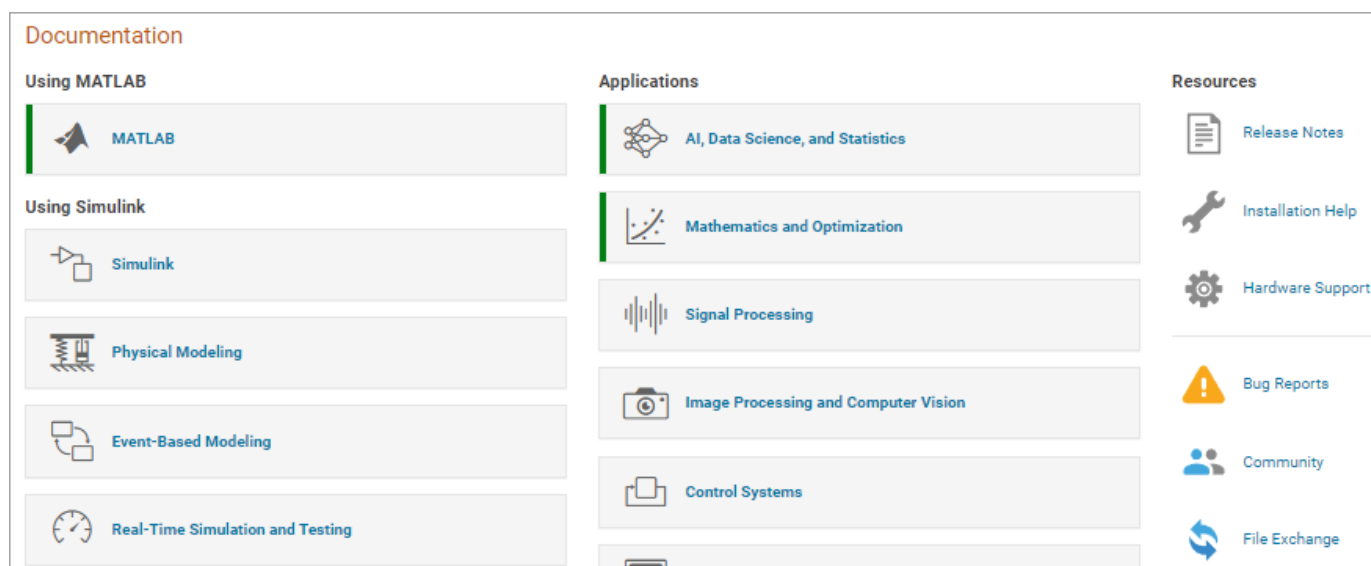 Documentation
Using MATLAB
MATLAB
Using Simulink
Simulink
Physical Modeling
Event-Based Modeling
Real-Time Simulation and Testing
Applications
AI, Data Science, and Statistics
Mathematics and Optimization
Signal Processing
Image Processing and Computer Vision
Control Systems
Resources
Release Notes
Installation Help
Hardware Support
Bug Reports
Community
File Exchange